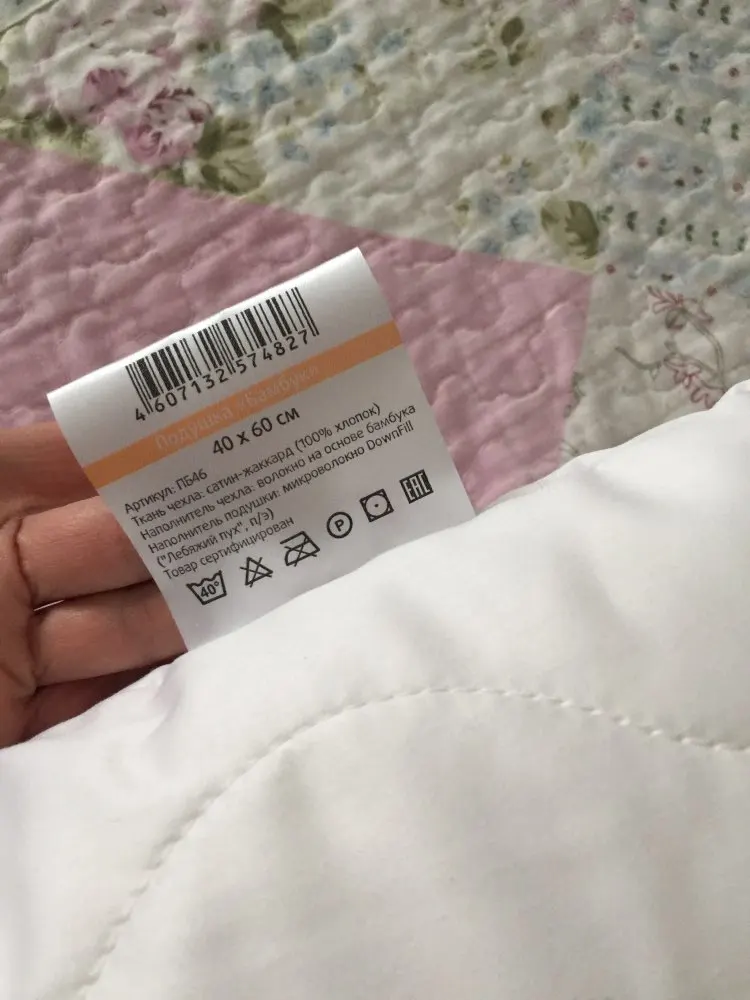 4 607132 574827
Подушка «Бамбук»
40 х 60 см
Артикул: ПБ46
Ткань чехла: сатин-жаккард (100% хлопок)
Наполнитель чехла: волокно на основе бамбука
Наполнитель подушки: микроволокно DownFill
("Лебяжий пух", п/э)
Товар сертифицирован
40° P EAC